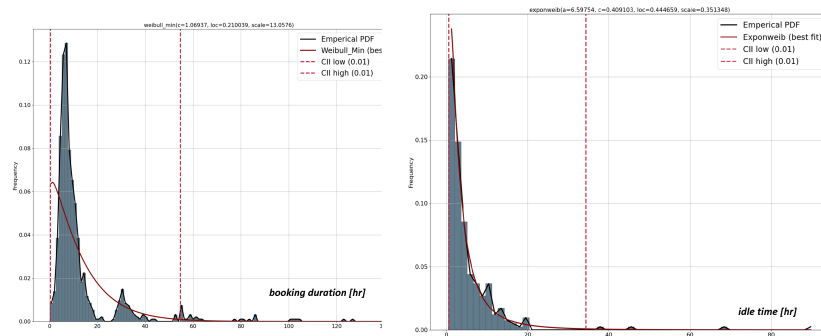 weibull_min(c=1.06937, loc=0.210039, scale=13.0576)
Emperical PDF
Weibull_Min (bes
CII low (0.01)
CII high (0.01)
0.12
0.10
0.08
0.06
0.04
0.02
0.00
Frequency
booking duration [hr]
0
20
40
60
80
100
120
exponweib(a=6.59754, c=0.409103, loc=0.444659, scale=0.351348)
Emperical PDF
Exponweib (best fit)
CII low (0.01)
CII high (0.01)
0.20
0.15
0.10
0.05
0.00
Frequency
idle time [hr]
0
20
40
60
80